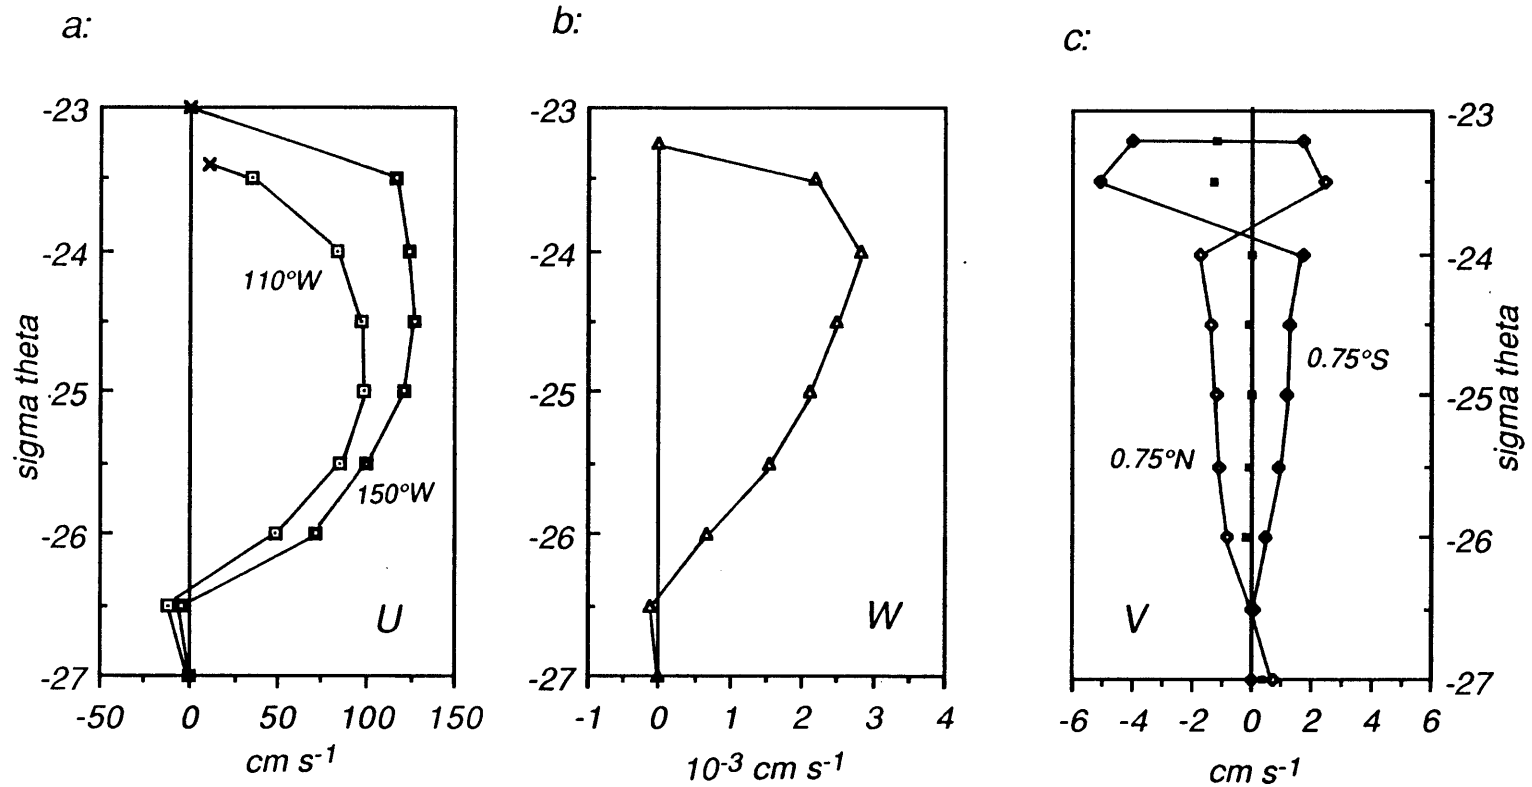 a:
b:
c:
-23
-24
25
-26
-27
sigma theta
110°W
150°W
U
-50 0 50 100 150
cm s-1
-23
-24
-25
-26
-27
W
-1 0 1 2 3 4
10-3 cm s-1
-23
-24
-25
-26
-27
sigma theta
0.75°S
0.75°N
V
-6 -4 -2 0 2 4 6
cm s-1